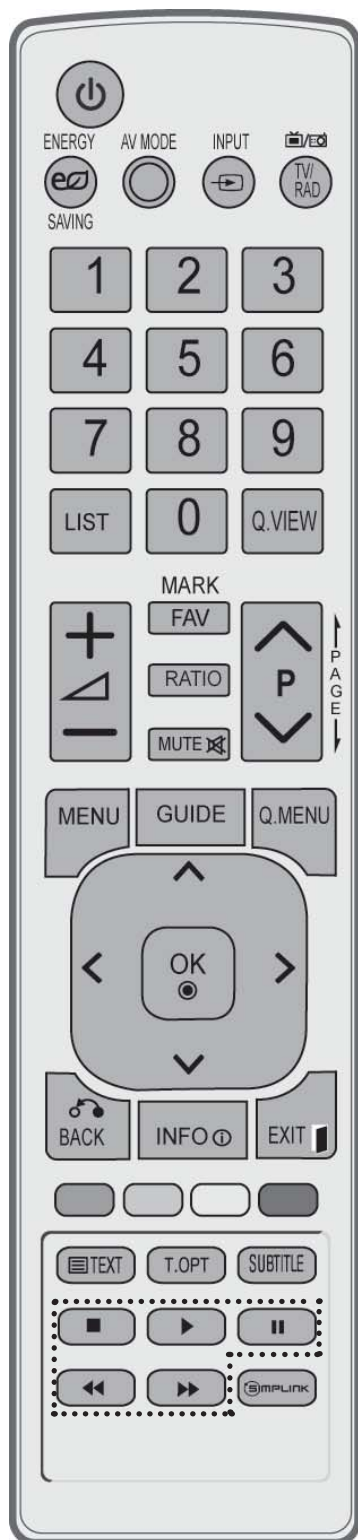 ENERGY AV MODE INPUT
TV/
RAD
SAVING
1 2 3
4 5 6
7 8 9
LIST 0 Q.VIEW
MARK
FAV
RATIO
P
PAGE
MUTE
MENU GUIDE Q.MENU
OK
BACK INFO EXIT
TEXT T.OPT SUBTITLE
SIMPLINK